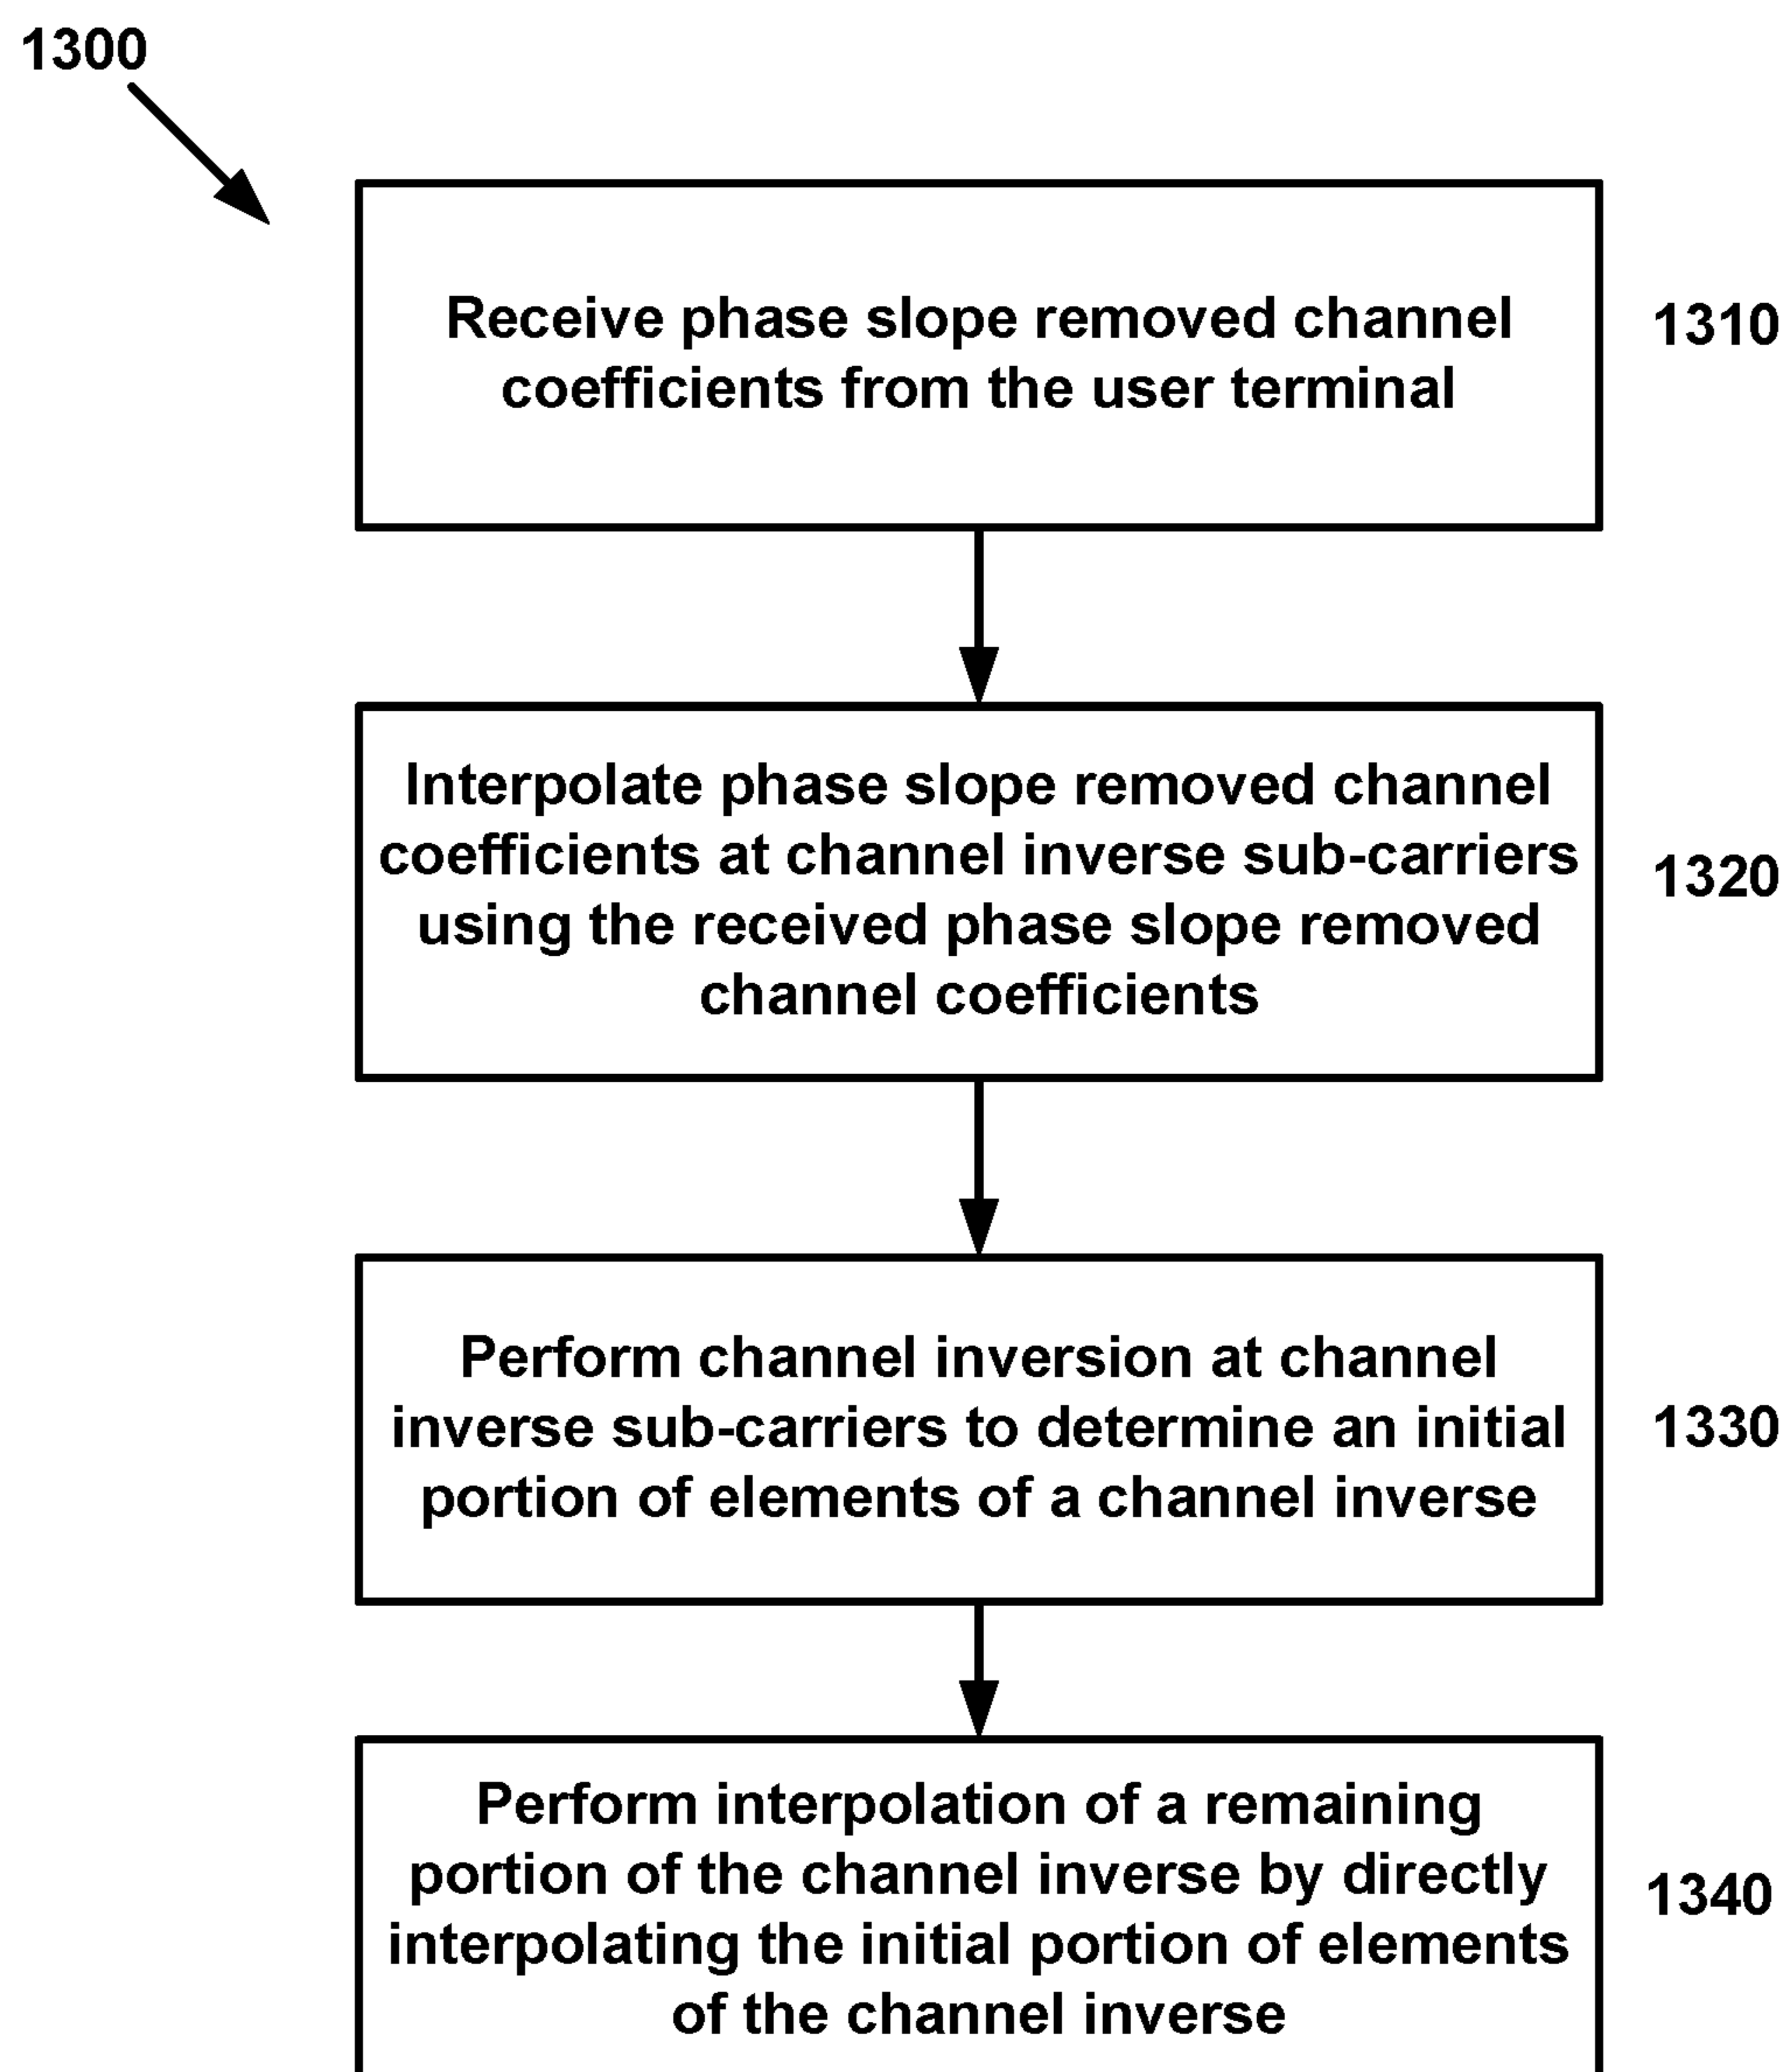 1300
Receive phase slope removed channel
coefficients from the user terminal
1310
Interpolate phase slope removed channel
coefficients at channel inverse sub-carriers
using the received phase slope removed
channel coefficients
1320
Perform channel inversion at channel
inverse sub-carriers to determine an initial
portion of elements of a channel inverse
1330
Perform interpolation of a remaining
portion of the channel inverse by directly
interpolating the initial portion of elements
of the channel inverse
1340